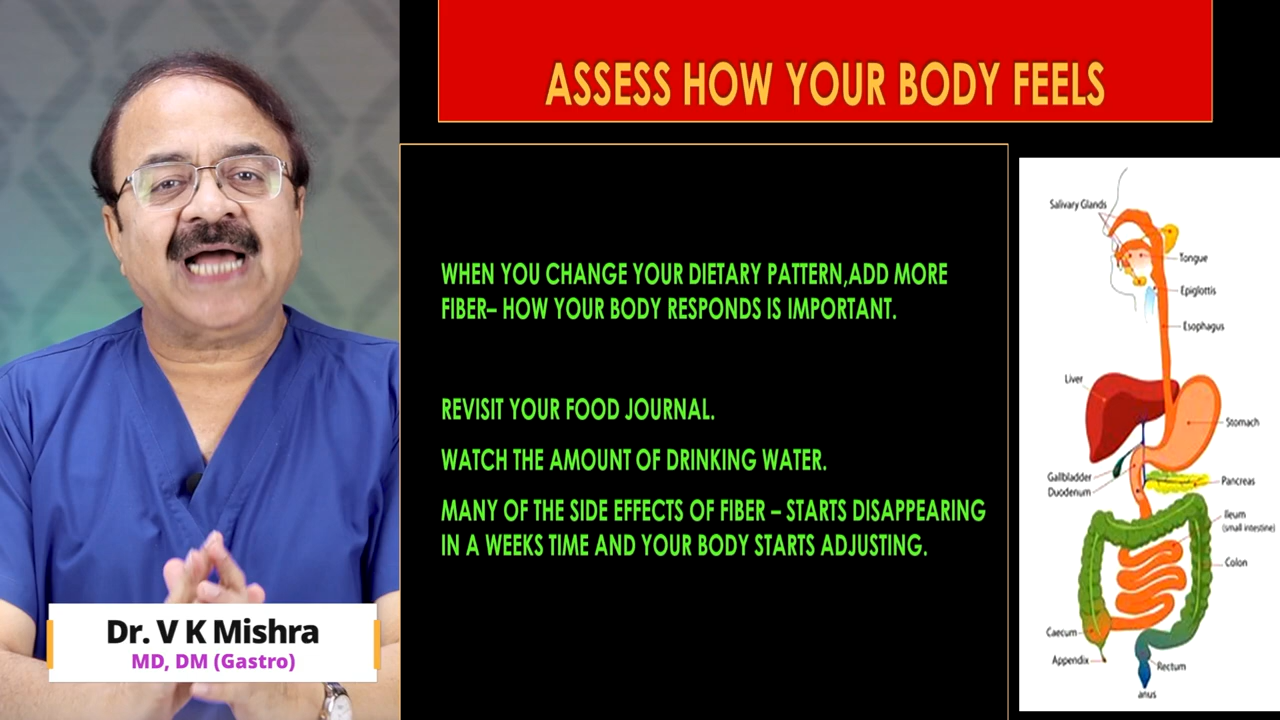 ASSESS HOW YOUR BODY FEELS
WHEN YOU CHANGE YOUR DIETARY PATTERN,ADD MORE
FIBER– HOW YOUR BODY RESPONDS IS IMPORTANT.
REVISIT YOUR FOOD JOURNAL.
WATCH THE AMOUNT OF DRINKING WATER.
MANY OF THE SIDE EFFECTS OF FIBER – STARTS DISAPPEARING
IN A WEEKS TIME AND YOUR BODY STARTS ADJUSTING.
Dr. V K Mishra
MD, DM (Gastro)
Salivary Glands
Tongue
Epiglottis
Esophagus
Liver
Stomach
Gallbladder
Duodenum
Pancreas
Ileum
(small intestine)
Colon
Caecum
Appendix
Rectum
anus